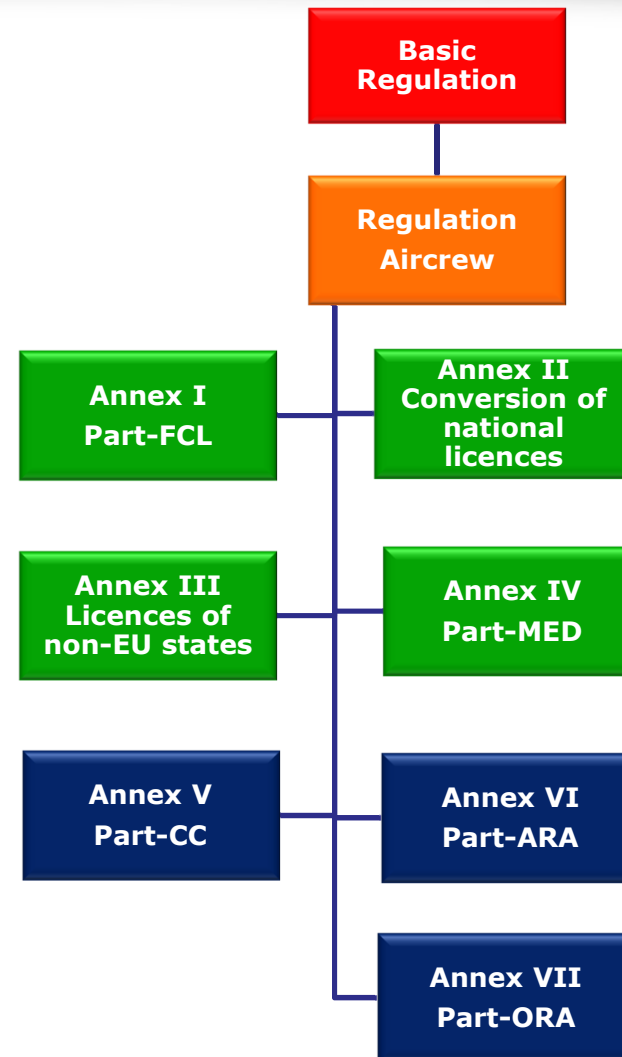 Basic
Regulation
Regulation
Aircrew
Annex I
Part-FCL
Annex II
Conversion of
national
licences
Annex III
Licences of
non-EU states
Annex IV
Part-MED
Annex V
Part-CC
Annex VI
Part-ARA
Annex VII
Part-ORA